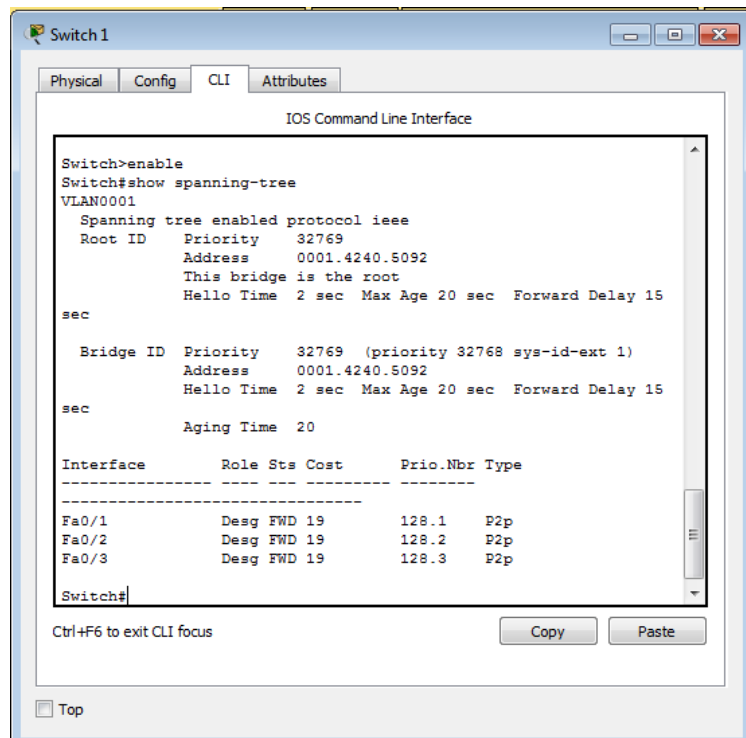 Switch 1
Physical Config CLI Attributes
IOS Command Line Interface
Switch>enable
Switch#show spanning-tree
VLAN0001
  Spanning tree enabled protocol ieee
  Root ID    Priority    32769
             Address     0001.4240.5092
             This bridge is the root
             Hello Time  2 sec  Max Age 20 sec  Forward Delay 15
sec
  Bridge ID  Priority    32769  (priority 32768 sys-id-ext 1)
             Address     0001.4240.5092
             Hello Time  2 sec  Max Age 20 sec  Forward Delay 15
sec
             Aging Time  20
Interface        Role Sts Cost      Prio.Nbr Type
---------------- ---- --- --------- --------
--------------------------------
Fa0/1            Desg FWD 19        128.1    P2p
Fa0/2            Desg FWD 19        128.2    P2p
Fa0/3            Desg FWD 19        128.3    P2p
Switch#
Ctrl+F6 to exit CLI focus Copy Paste
Top